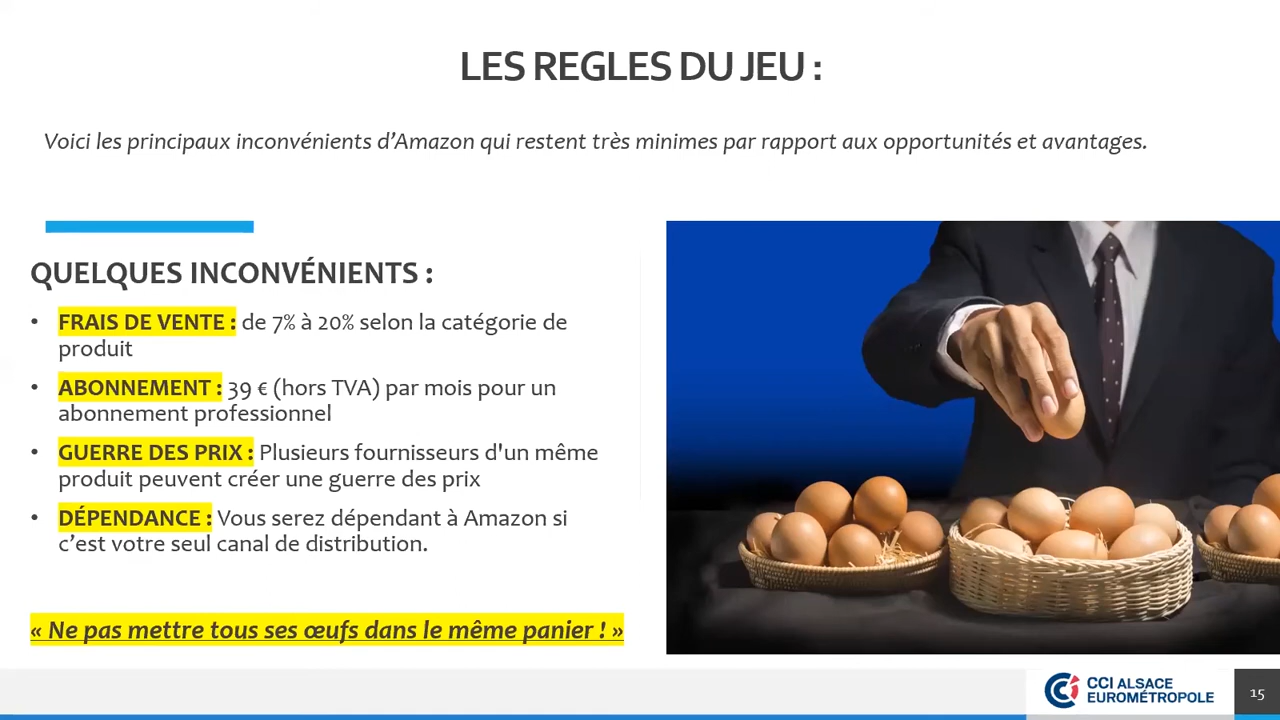 LES REGLES DU JEU :
Voici les principaux inconvénients d’Amazon qui restent très minimes par rapport aux opportunités et avantages.
QUELQUES INCONVÉNIENTS :
• FRAIS DE VENTE : de 7% à 20% selon la catégorie de
produit
• ABONNEMENT : 39 € (hors TVA) par mois pour un
abonnement professionnel
• GUERRE DES PRIX : Plusieurs fournisseurs d'un même
produit peuvent créer une guerre des prix
• DÉPENDANCE : Vous serez dépendant à Amazon si
c’est votre seul canal de distribution.
« Ne pas mettre tous ses œufs dans le même panier ! »
CCI ALSACE
EUROMÉTROPOLE
15